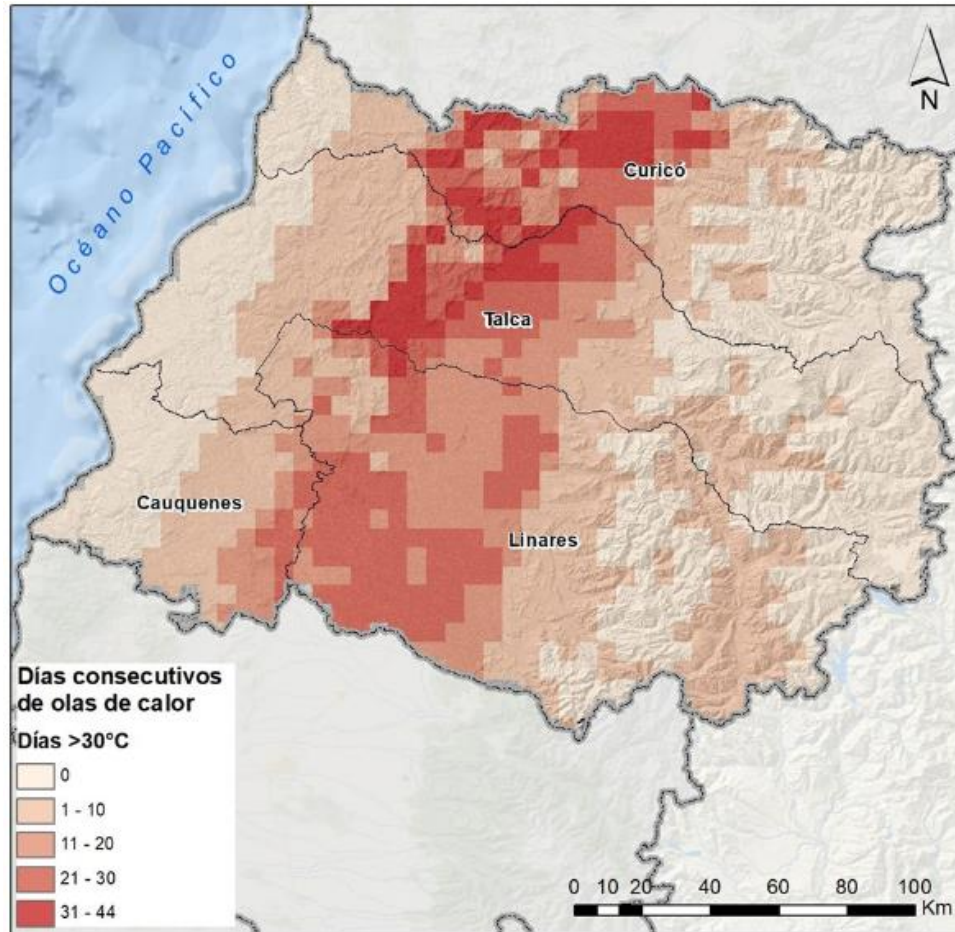 Océano Pacífico
N
Curicó
Talca
Cauquenes
Linares
Días consecutivos
de olas de calor
Días >30°C
0
1 - 10
11 - 20
21 - 30
31 - 44
0 10 20 40 60 80 100
Km